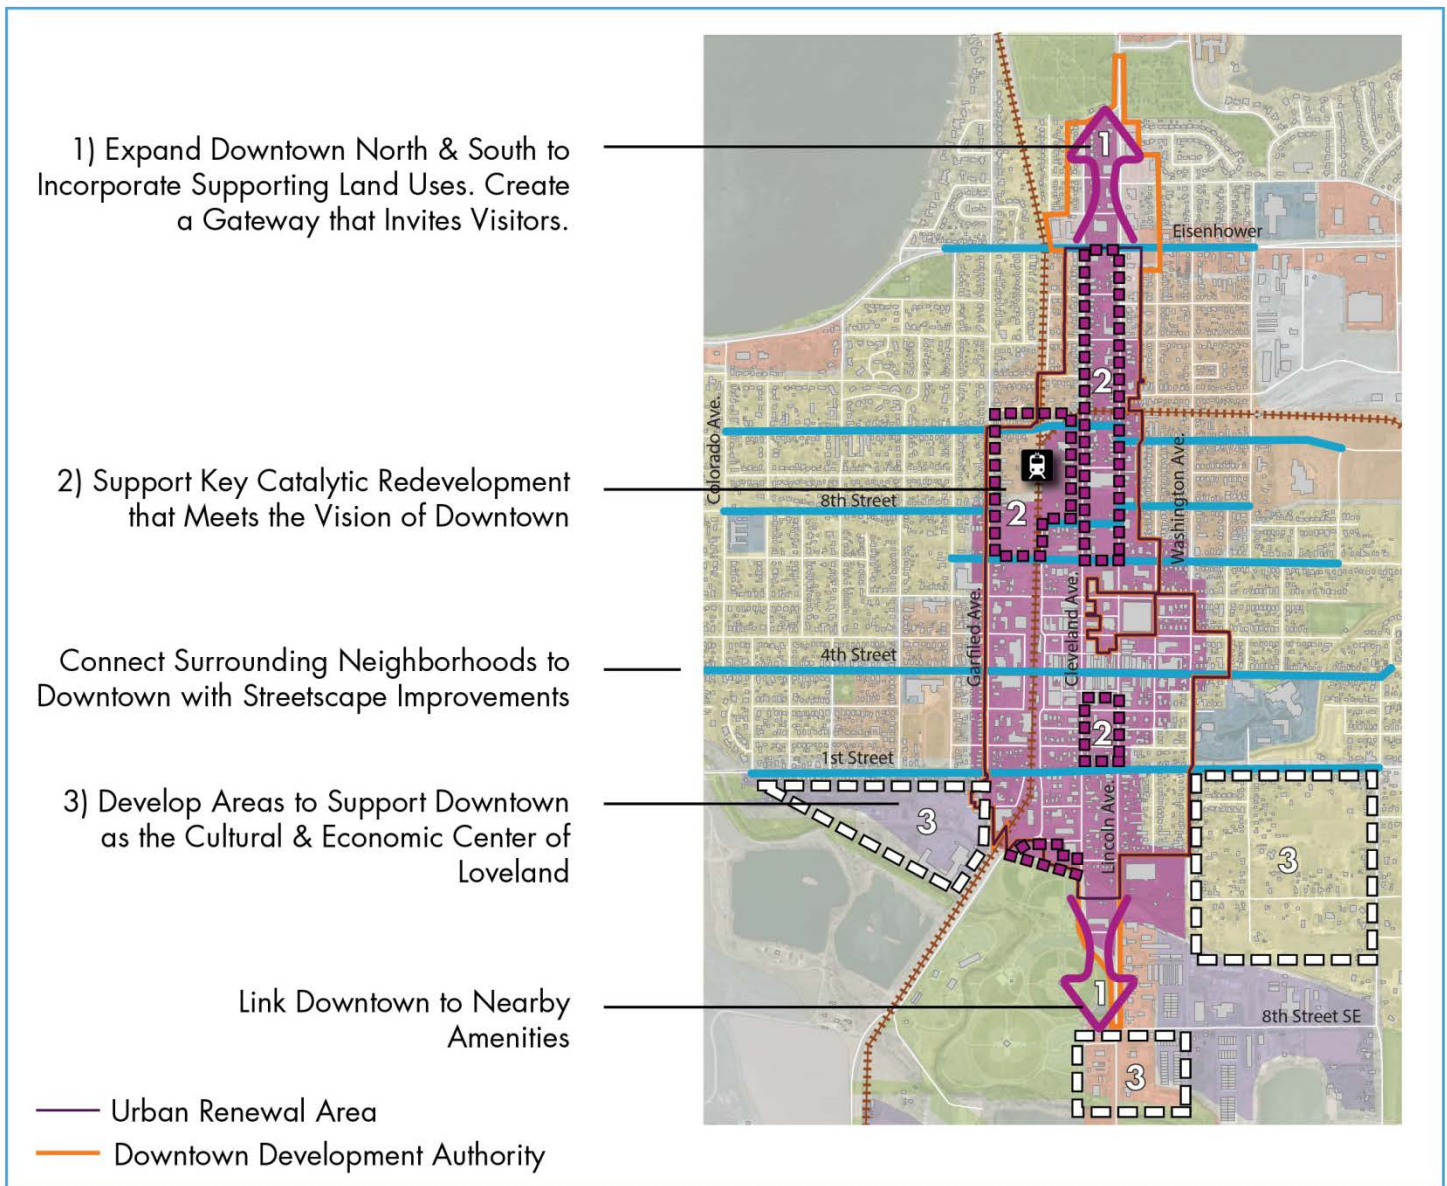 1) Expand Downtown North & South to
Incorporate Supporting Land Uses. Create
a Gateway that Invites Visitors.
2) Support Key Catalytic Redevelopment
that Meets the Vision of Downtown
Connect Surrounding Neighborhoods to
Downtown with Streetscape Improvements
3) Develop Areas to Support Downtown
as the Cultural & Economic Center of
Loveland
Link Downtown to Nearby
Amenities
Urban Renewal Area
Downtown Development Authority
1
Eisenhower
2
Colorado Ave.
Washington Ave.
8th Street
2
Garfiled Ave.
Cleveland Ave.
4th Street
2
1st Street
Lincoln Ave.
3
3
1
8th Street SE
3